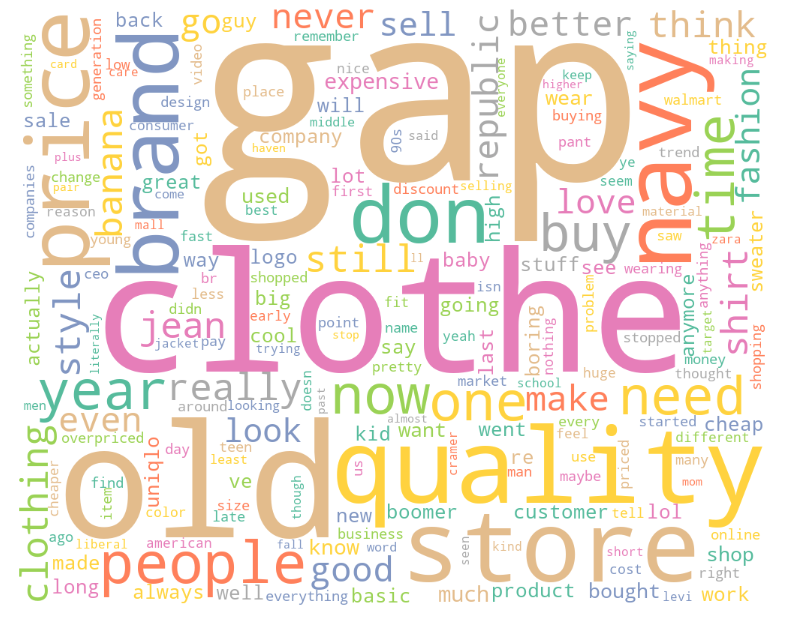 something
card
low
care
generation
back
video
go
guy
never
remember
sell
better
saying
think
thing
making
price
brand
gap
navy
nice
place
will
design
expensive
republic
everyone
keep
higher
wear
buying
walmart
fashion
sale
consumer
banana
got
company
middle
90s
said
haven
pant
trend
time
companies
plus
change
pair
reason
mall
great
come
used
best
lot
first
discount
selling
love
ye
seem
material
young
fast
don
high
buy
saw
zara
sweater
ceo
way
logo
still
ll
baby
stuff
see
wearing
shirt
anything
actually
style
literally
didn
br
less
shopped
big
early
clothe
fit
going
isn
problem
anymore
target
jean
jacket
pay
cool
trying
point
stop
name
say
yeah
pretty
last
boring
nothing
stopped
money
thought
shopping
men
year
really
around
looking
doesn
past
now
market
one
school
make
huge
need
started
cheap
clothing
even
overpriced
cheaper
old
look
kid
want
almost
went
every
feel
different
uniqlo
day
teen
least
us
cramer
re
man
use
maybe
priced
many
mom
find
item
ve
size
though
quality
ago
color
late
new
boomer
customer
tell
lol
online
liberal
american
fall
business
word
know
store
seen
kind
short
cost
shop
right
made
long
people
good
always
well
everything
basic
much
product
bought
levi
work